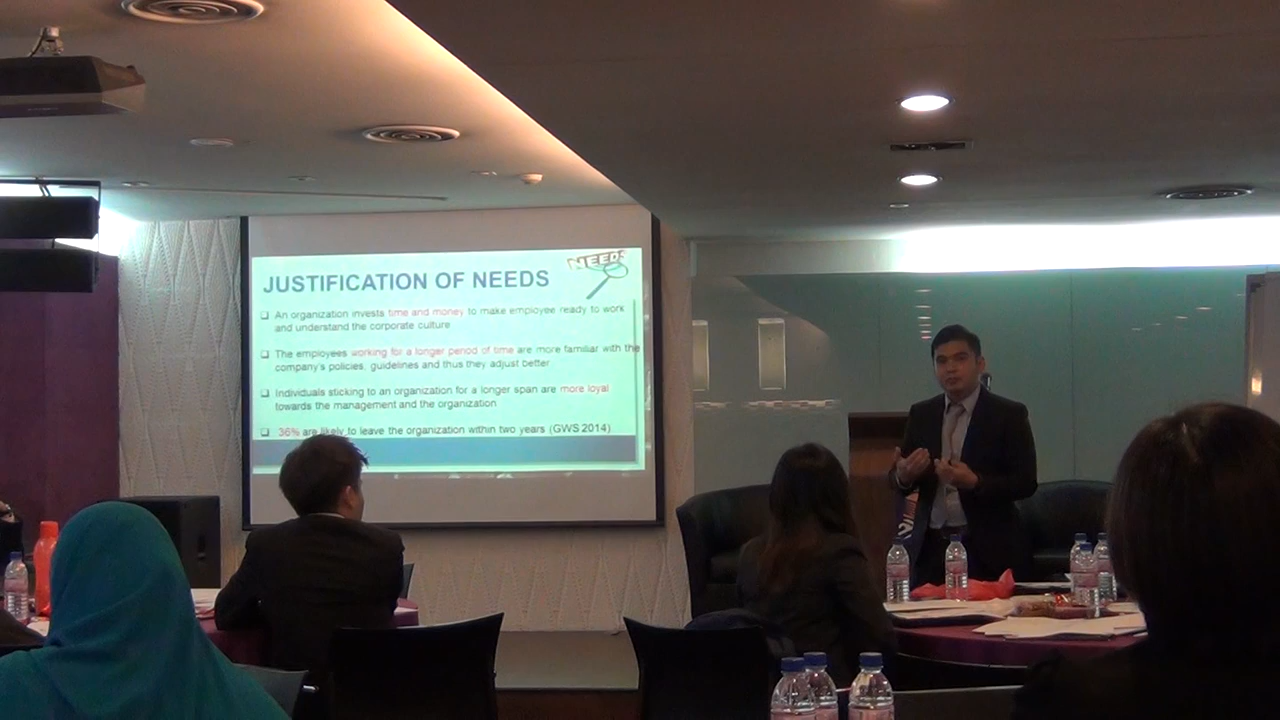 NEEDS
JUSTIFICATION OF NEEDS
An organization invests time and money to make employee ready to work
and understand the corporate culture
The employees working for a longer period of time are more familiar with the
company's policies, guidelines and thus they adjust better
Individuals sticking to an organization for a longer span are more loyal
towards the management and the organization
36% are likely to leave the organization within two years (GWS 2014)